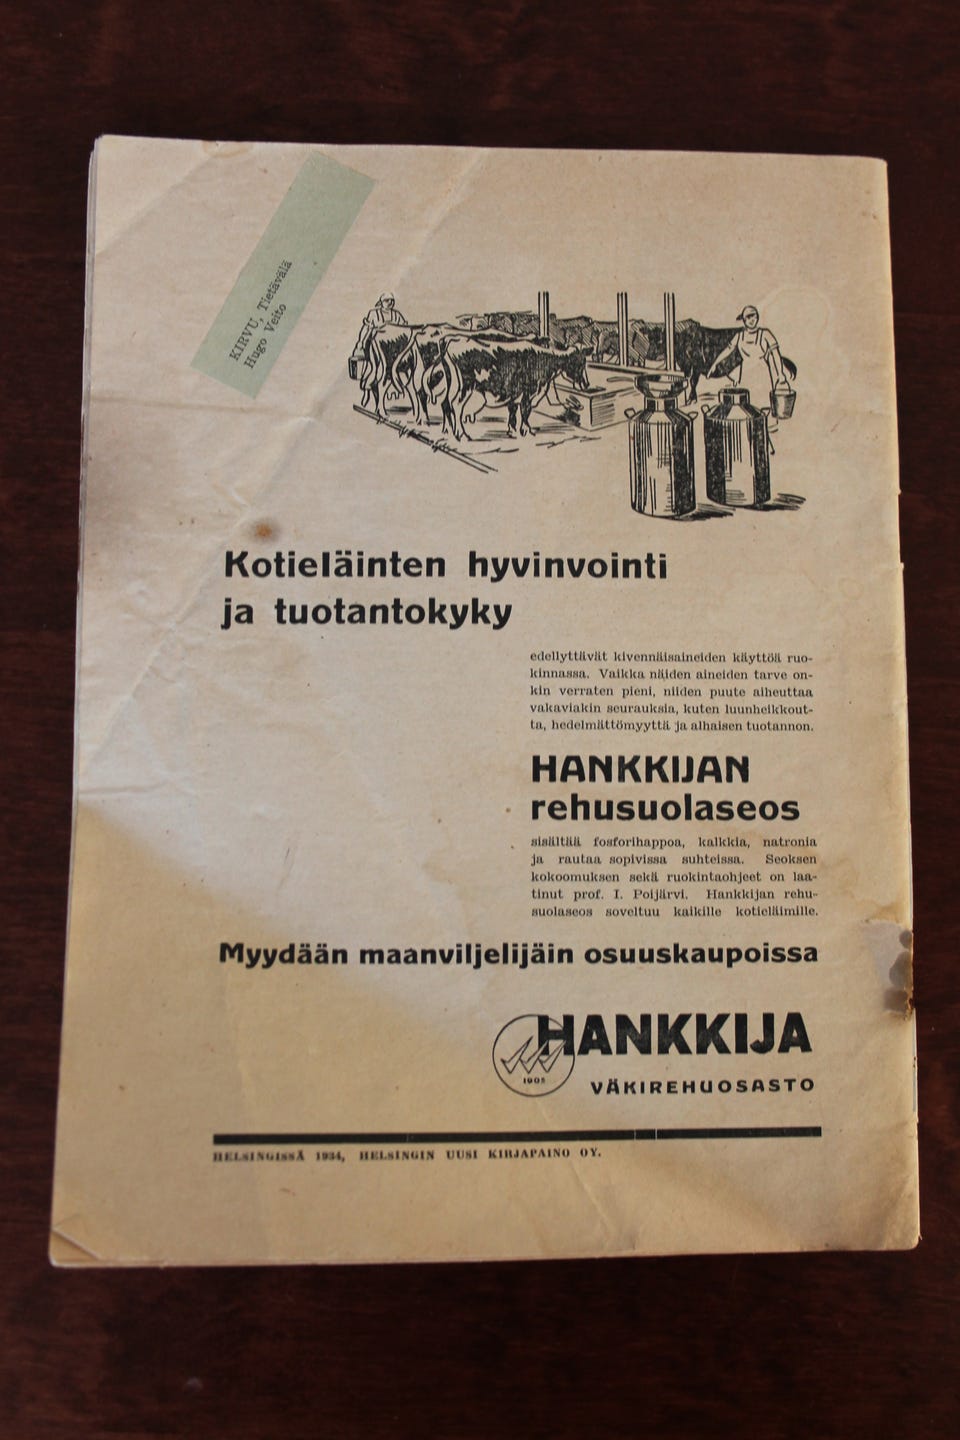 KIRVU, Tietävälä
Hugo Veito
Kotieläinten hyvinvointi
ja tuotantokyky
edellyttävät kivennäisaineiden käyttöä ruo-
kinnassa. Vaikka näiden aineiden tarve on-
kin verraten pieni, niiden puute aiheuttaa
vakaviakin seurauksia, kuten luunheikkout-
ta, hedelmättömyyttä ja alhaisen tuotannon.
HANKKIJAN
rehusuolaseos
sisältää fosforihappoa, kalkkia, natronia
ja rautaa sopivissa suhteissa. Seoksen
kokoomuksen sekä ruokintaohjeet on laa-
tinut prof. I. Poijärvi. Hankkijan rehu-
suolaseos soveltuu kaikille kotieläimille.
Myydään maanviljelijäin osuuskaupoissa
HANKKIJA
1905
VÄKIREHUOSASTO
HELSINGISSÄ 1934, HELSINGIN UUSI KIRJAPAINO OY.